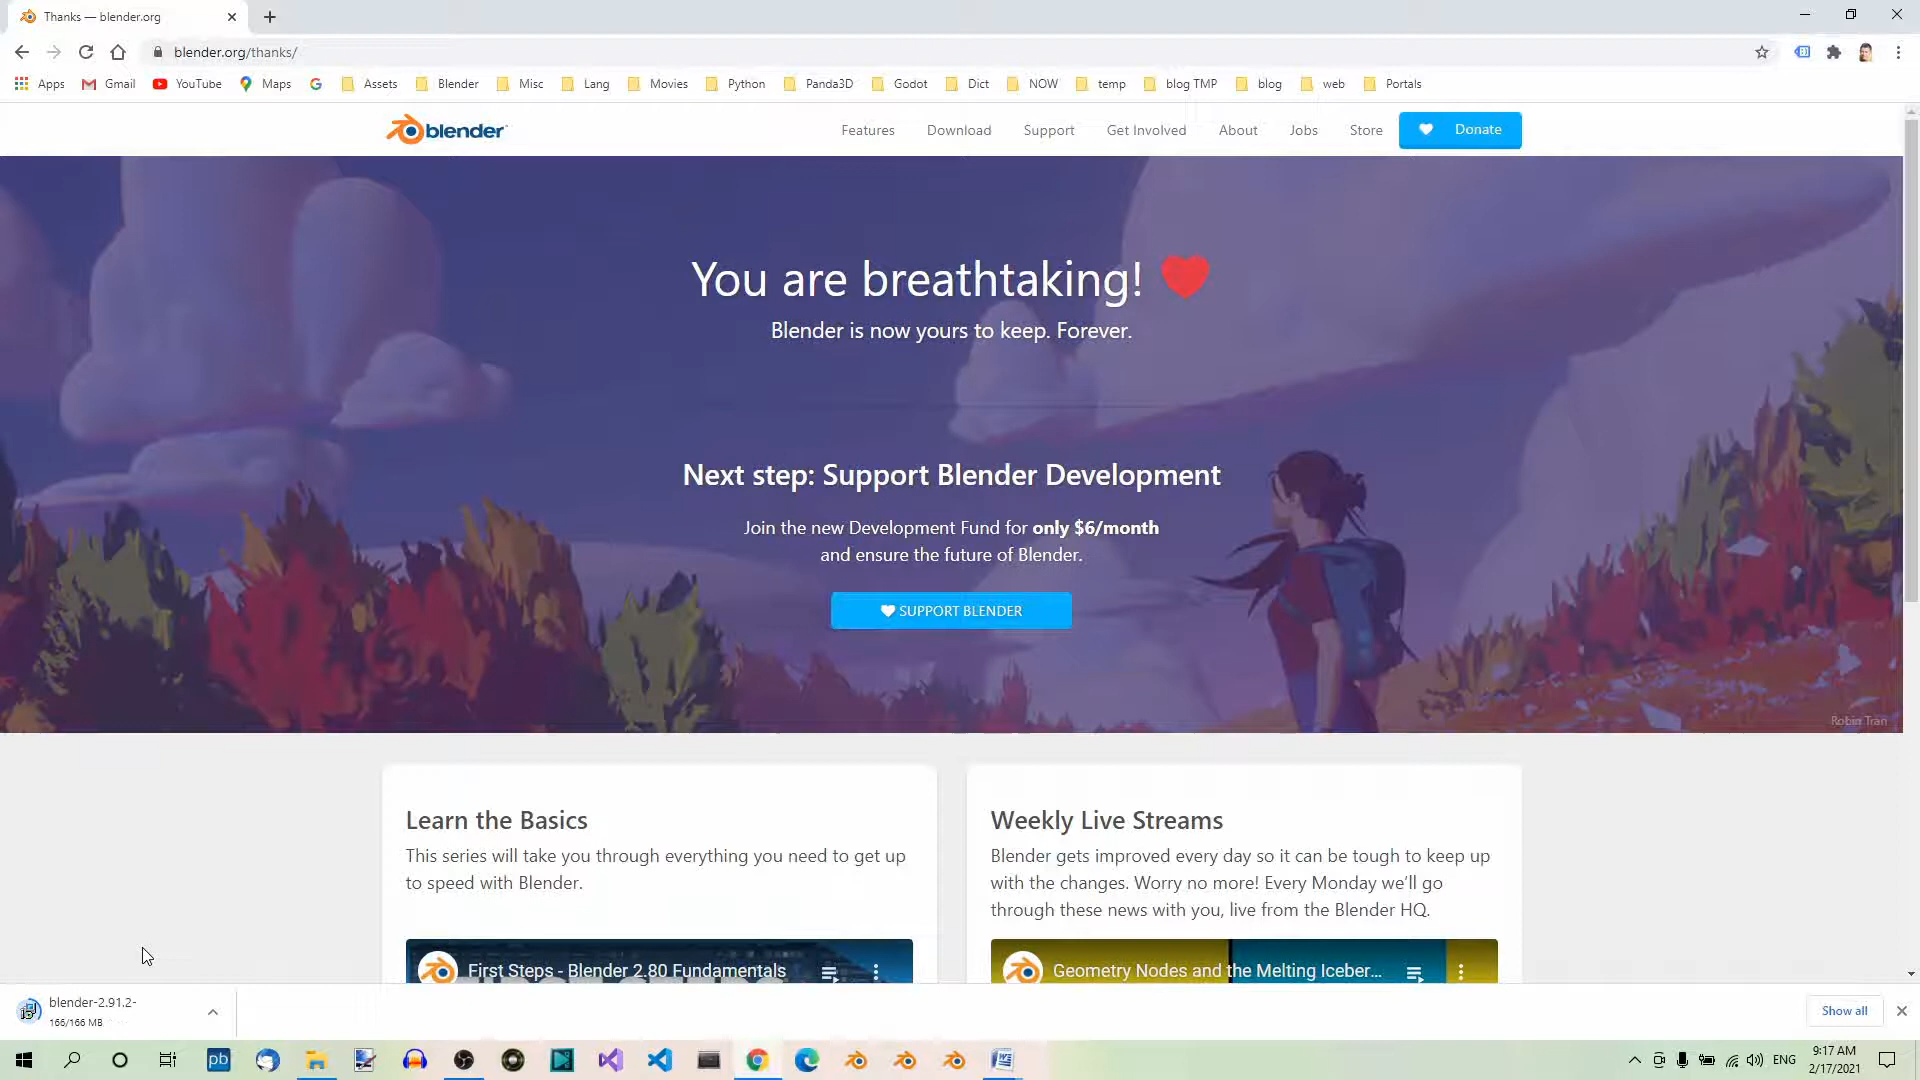 Thanks — blender.org
blender.org/thanks/
Apps Gmail YouTube Maps Assets Blender Misc Lang Movies Python Panda3D Godot Dict NOW temp blog TMP blog web Portals
blender Features Download Support Get Involved About Jobs Store Donate
You are breathtaking!
Blender is now yours to keep. Forever.
Next step: Support Blender Development
Join the new Development Fund for only $6/month
and ensure the future of Blender.
SUPPORT BLENDER
Robin Tran
Learn the Basics
This series will take you through everything you need to get up
to speed with Blender.
First Steps - Blender 2.80 Fundamentals
Weekly Live Streams
Blender gets improved every day so it can be tough to keep up
with the changes. Worry no more! Every Monday we’ll go
through these news with you, live from the Blender HQ.
Geometry Nodes and the Melting Iceber...
blender-2.91.2-
166/166 MB
Show all
pb
ENG
9:17 AM
2/17/2021